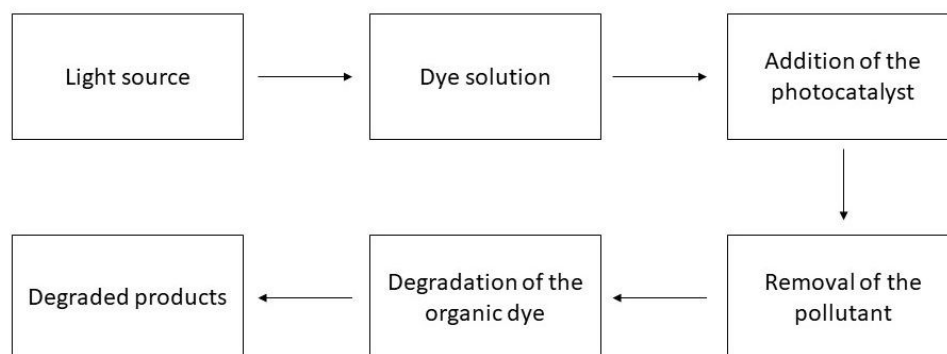 Light source
Dye solution
Addition of the
photocatalyst
Removal of the
pollutant
Degradation of the
organic dye
Degraded products